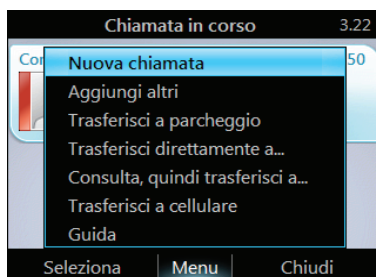 Chiamata in corso 3.22
Nuova chiamata
50
Aggiungi altri
Trasferisci a parcheggio
Trasferisci direttamente a...
Consulta, quindi trasferisci a...
Trasferisci a cellulare
Guida
Seleziona Menu Chiudi